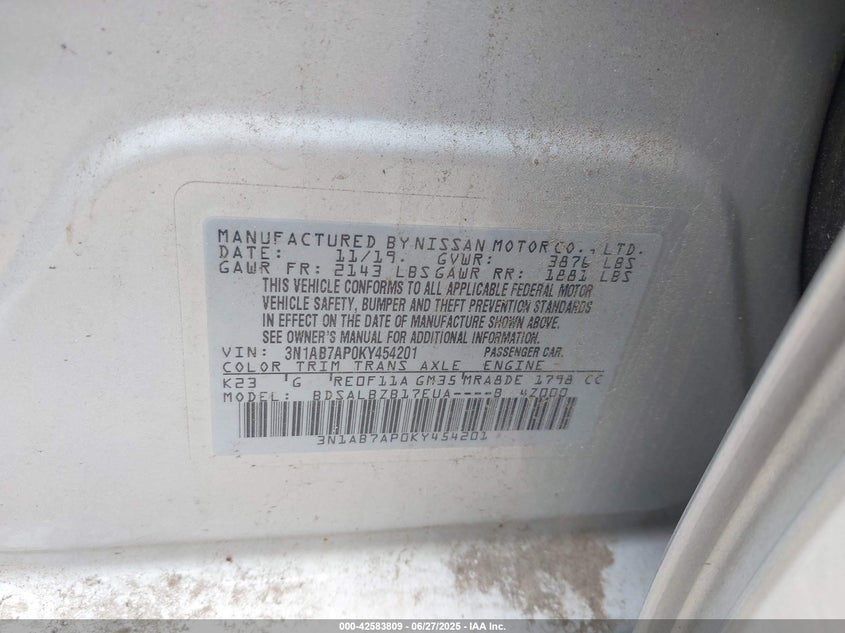 MANUFACTURED BY NISSAN MOTOR CO., LTD.
DATE: 11/19. GVWR: 3876 LBS
GAWR FR: 2143 LBS GAWR RR: 1881 LBS
THIS VEHICLE CONFORMS TO ALL APPLICABLE FEDERAL MOTOR
VEHICLE SAFETY, BUMPER AND THEFT PREVENTION STANDARDS
IN EFFECT ON THE DATE OF MANUFACTURE SHOWN ABOVE.
SEE OWNER'S MANUAL FOR ADDITIONAL INFORMATION.
VIN: 3N1AB7AP0KY454201 PASSENGER CAR.
COLOR TRIM TRANS AXLE ENGINE
K23 G RE0F11A GM35 MRA8DE 1798 CC
MODEL: BDSALBZB17EUA----B 4Z000
3N1AB7AP0KY454201
000-42583809 - 06/27/2025 - IAA Inc.